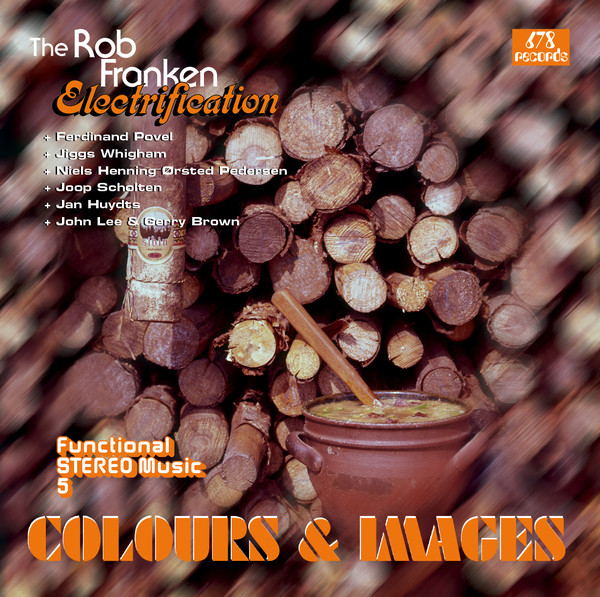 The Rob
Franken
Electrification
+ Ferdinand Povel
+ Jiggs Whigham
+ Niels Henning Ørsted Pedersen
+ Joop Scholten
+ Jan Huydts
+ John Lee & Gerry Brown
678
records
Functional
STEREO Music
5
COLOURS & IMAGES